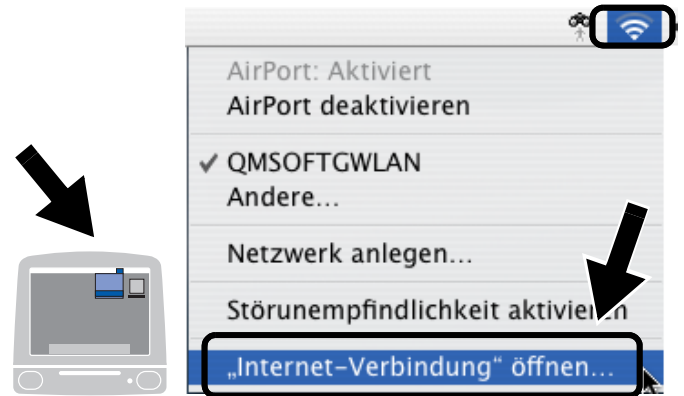 AirPort: Aktiviert
AirPort deaktivieren
✓ QMSOFTGWLAN
Andere...
Netzwerk anlegen...
Störunempfindlichkeit aktivieren
„Internet-Verbindung“ öffnen...